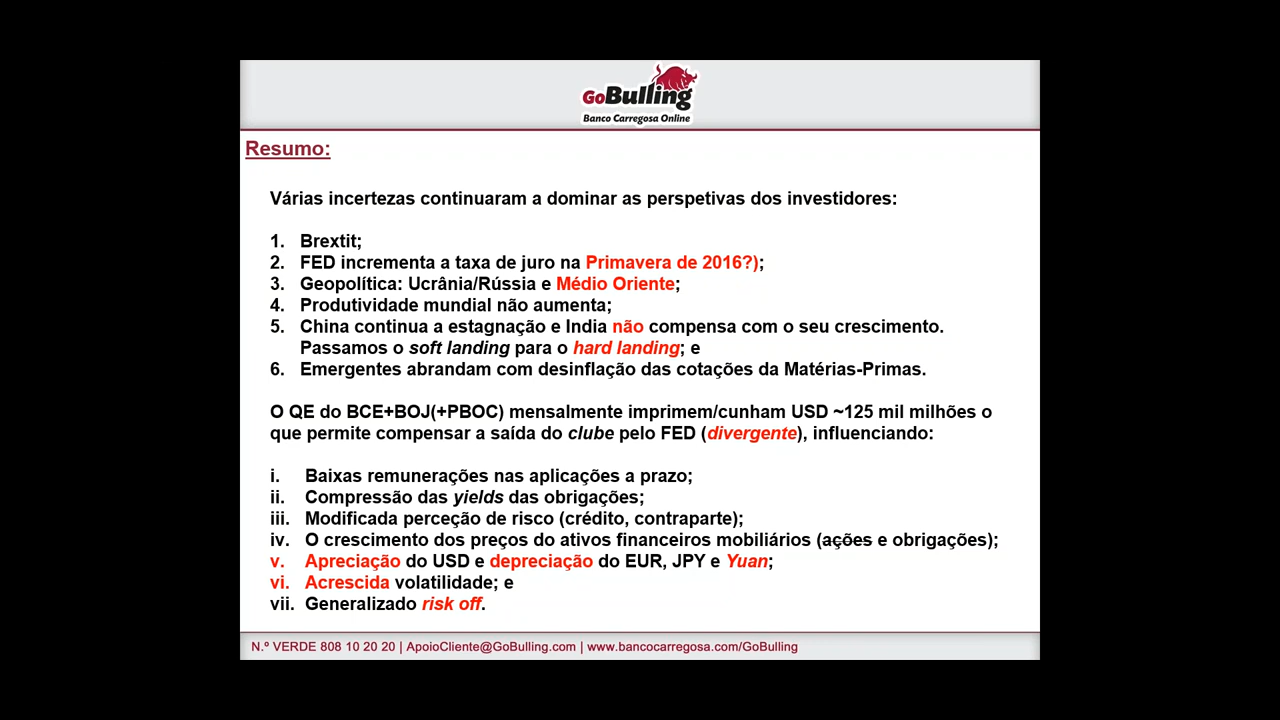 GoBulling
Banco Carregosa Online
Resumo:
Várias incertezas continuaram a dominar as perspetivas dos investidores:
1. Brextit;
2. FED incrementa a taxa de juro na Primavera de 2016?);
3. Geopolítica: Ucrânia/Rússia e Médio Oriente;
4. Produtividade mundial não aumenta;
5. China continua a estagnação e India não compensa com o seu crescimento.
Passamos o soft landing para o hard landing; e
6. Emergentes abrandam com desinflação das cotações da Matérias-Primas.
O QE do BCE+BOJ(+PBOC) mensalmente imprimem/cunham USD ~125 mil milhões o
que permite compensar a saída do clube pelo FED (divergente), influenciando:
i. Baixas remunerações nas aplicações a prazo;
ii. Compressão das yields das obrigações;
iii. Modificada perceção de risco (crédito, contraparte);
iv. O crescimento dos preços do ativos financeiros mobiliários (ações e obrigações);
v. Apreciação do USD e depreciação do EUR, JPY e Yuan;
vi. Acrescida volatilidade; e
vii. Generalizado risk off.
N.º VERDE 808 10 20 20 | ApoioCliente@GoBulling.com | www.bancocarregosa.com/GoBulling